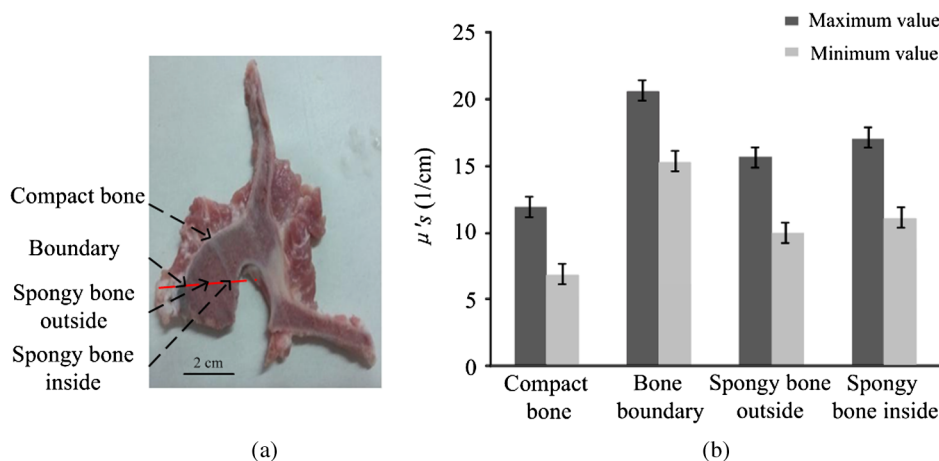 Compact bone
Boundary
Spongy bone
outside
Spongy bone
inside
2 cm
(a)
Maximum value
Minimum value
25
20
15
10
5
0
μ's (1/cm)
Compact
bone
Bone
boundary
Spongy bone
outside
Spongy
bone inside
(b)